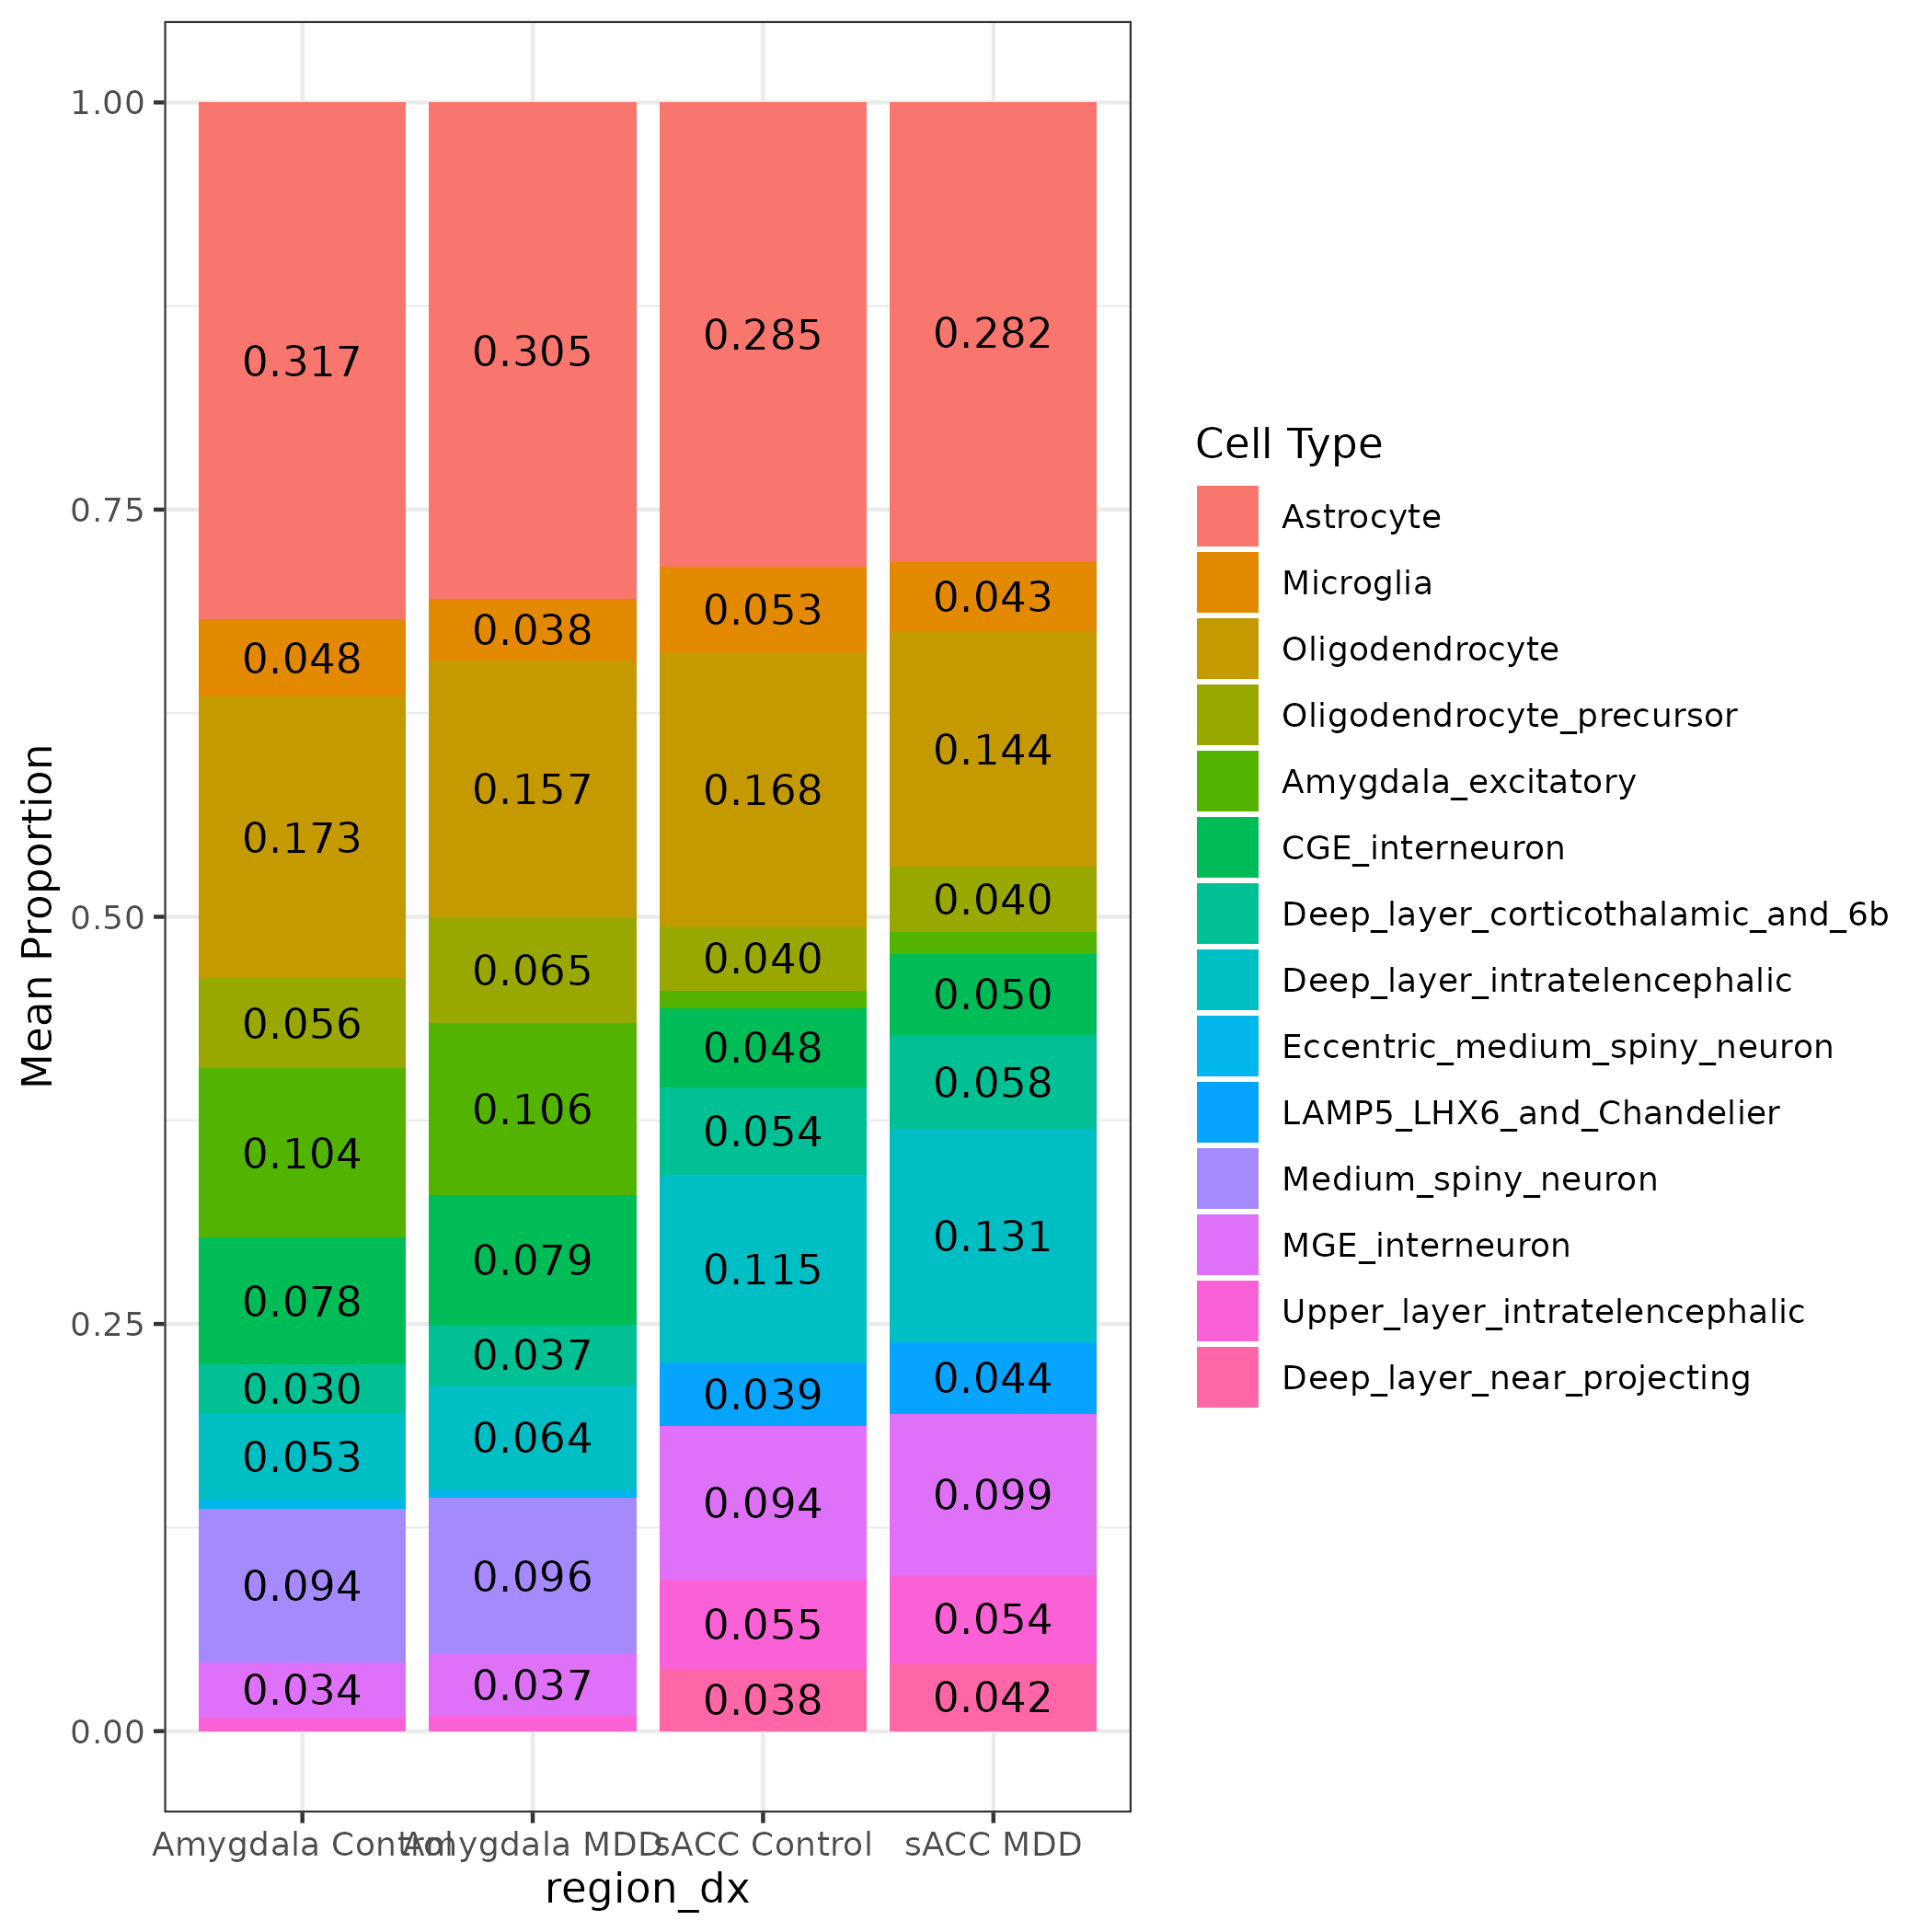 1.00
0.75
0.50
0.25
0.00
Mean Proportion
0.317
0.048
0.173
0.056
0.104
0.078
0.030
0.053
0.094
0.034
0.305
0.038
0.157
0.065
0.106
0.079
0.037
0.064
0.096
0.037
0.285
0.053
0.168
0.040
0.048
0.054
0.115
0.039
0.094
0.055
0.038
0.282
0.043
0.144
0.040
0.050
0.058
0.131
0.044
0.099
0.054
0.042
Amygdala Control
Amygdala MDD
sACC Control
sACC MDD
region_dx
Cell Type
Astrocyte
Microglia
Oligodendrocyte
Oligodendrocyte_precursor
Amygdala_excitatory
CGE_interneuron
Deep_layer_corticothalamic_and_6b
Deep_layer_intratelencephalic
Eccentric_medium_spiny_neuron
LAMP5_LHX6_and_Chandelier
Medium_spiny_neuron
MGE_interneuron
Upper_layer_intratelencephalic
Deep_layer_near_projecting